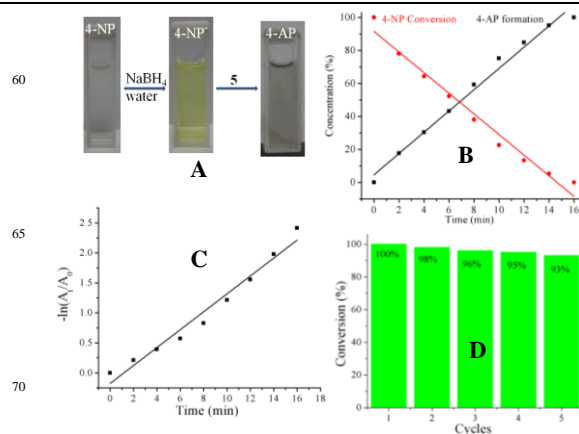 4-NP
4-NP⁻
4-AP
NaBH₄
water
5
A
60
65
70
4-NP Conversion
4-AP formation
Concentration (%)
100
80
60
40
20
0
B
0 2 4 6 8 10 12 14 16
Time (min)
-ln(Aₜ/A₀)
2.5
2.0
1.5
1.0
0.5
0.0
C
0 2 4 6 8 10 12 14 16 18
Time (min)
Conversion (%)
100
80
60
40
20
0
100%
98%
96%
95%
93%
D
1 2 3 4 5
Cycles